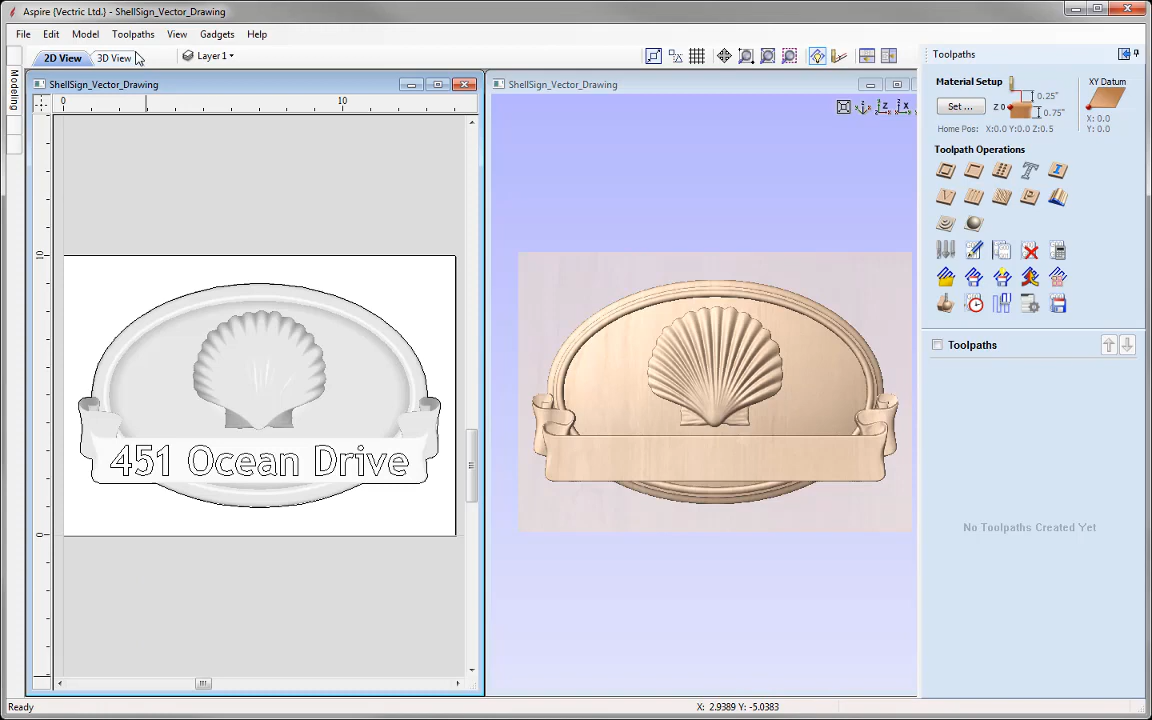 Aspire {Vectric Ltd.} - ShellSign_Vector_Drawing
File Edit Model Toolpaths View Gadgets Help
2D View 3D View Layer 1
Modeling
ShellSign_Vector_Drawing
0 10
10
0
451 Ocean Drive
ShellSign_Vector_Drawing
Toolpaths
Material Setup
XY Datum
Set ...
Z 0
0.25"
0.75"
X: 0.0
Y: 0.0
Home Pos: X:0.0 Y:0.0 Z:0.5
Toolpath Operations
Toolpaths
No Toolpaths Created Yet
Ready
X: 2.9389 Y: -5.0383